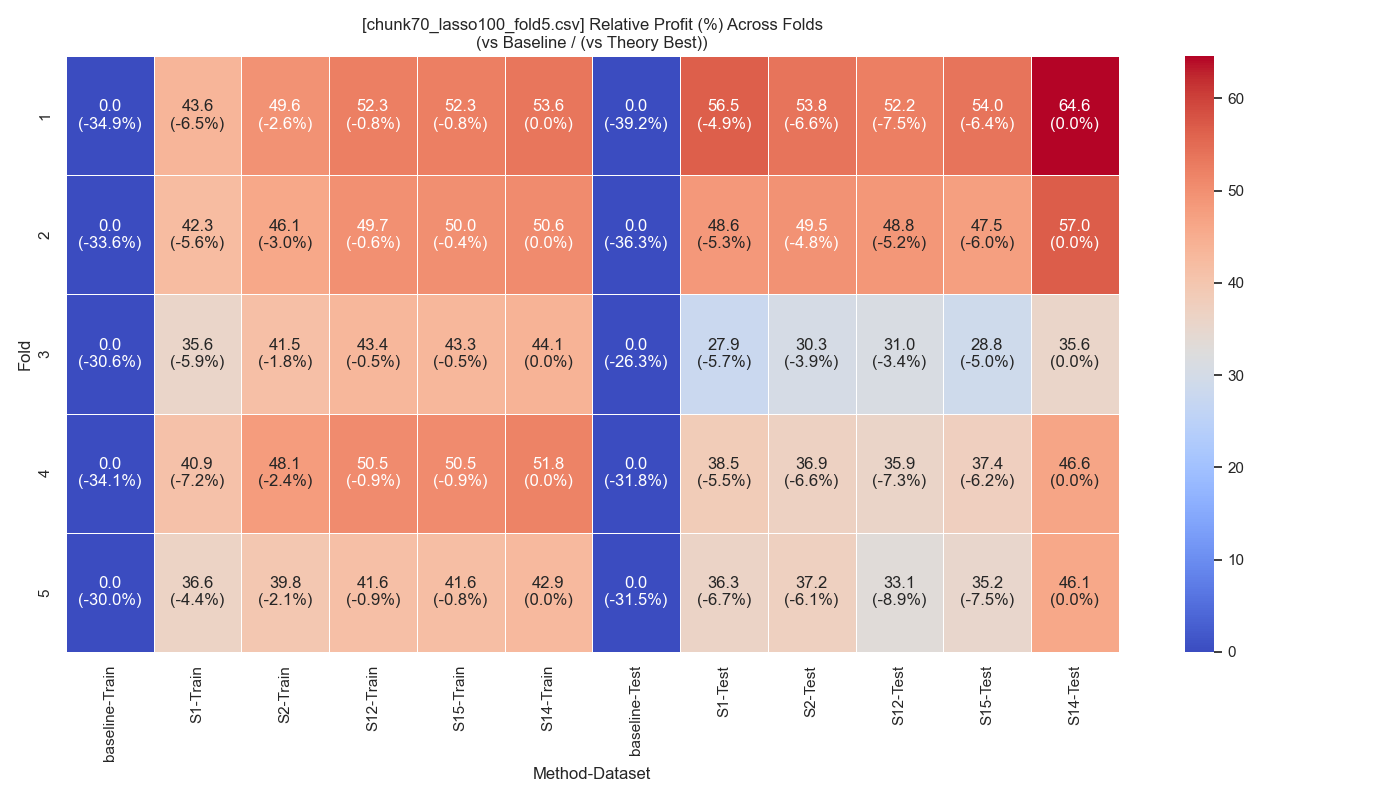 [chunk70_lasso100_fold5.csv] Relative Profit (%) Across Folds
(vs Baseline / (vs Theory Best))
Fold
1
0.0 43.6 49.6 52.3 52.3 53.6 0.0 56.5 53.8 52.2 54.0 64.6
(-34.9%) (-6.5%) (-2.6%) (-0.8%) (-0.8%) (0.0%) (-39.2%) (-4.9%) (-6.6%) (-7.5%) (-6.4%) (0.0%)
2
0.0 42.3 46.1 49.7 50.0 50.6 0.0 48.6 49.5 48.8 47.5 57.0
(-33.6%) (-5.6%) (-3.0%) (-0.6%) (-0.4%) (0.0%) (-36.3%) (-5.3%) (-4.8%) (-5.2%) (-6.0%) (0.0%)
3
0.0 35.6 41.5 43.4 43.3 44.1 0.0 27.9 30.3 31.0 28.8 35.6
(-30.6%) (-5.9%) (-1.8%) (-0.5%) (-0.5%) (0.0%) (-26.3%) (-5.7%) (-3.9%) (-3.4%) (-5.0%) (0.0%)
4
0.0 40.9 48.1 50.5 50.5 51.8 0.0 38.5 36.9 35.9 37.4 46.6
(-34.1%) (-7.2%) (-2.4%) (-0.9%) (-0.9%) (0.0%) (-31.8%) (-5.5%) (-6.6%) (-7.3%) (-6.2%) (0.0%)
5
0.0 36.6 39.8 41.6 41.6 42.9 0.0 36.3 37.2 33.1 35.2 46.1
(-30.0%) (-4.4%) (-2.1%) (-0.9%) (-0.8%) (0.0%) (-31.5%) (-6.7%) (-6.1%) (-8.9%) (-7.5%) (0.0%)
baseline-Train
S1-Train
S2-Train
S12-Train
S15-Train
S14-Train
baseline-Test
S1-Test
S2-Test
S12-Test
S15-Test
S14-Test
Method-Dataset
60
50
40
30
20
10
0